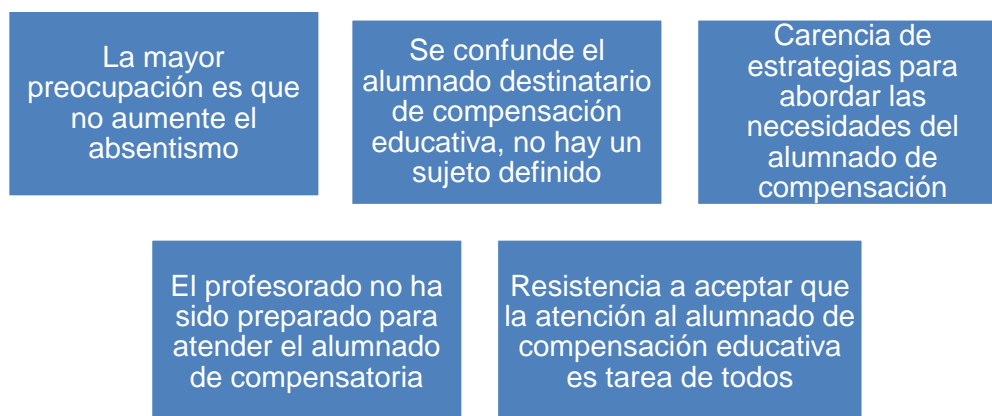 La mayor
preocupación es que
no aumente el
absentismo
Se confunde el
alumnado destinatario
de compensación
educativa, no hay un
sujeto definido
Carencia de
estrategias para
abordar las
necesidades del
alumnado de
compensación
El profesorado no ha
sido preparado para
atender el alumnado
de compensatoria
Resistencia a aceptar que
la atención al alumnado de
compensación educativa
es tarea de todos